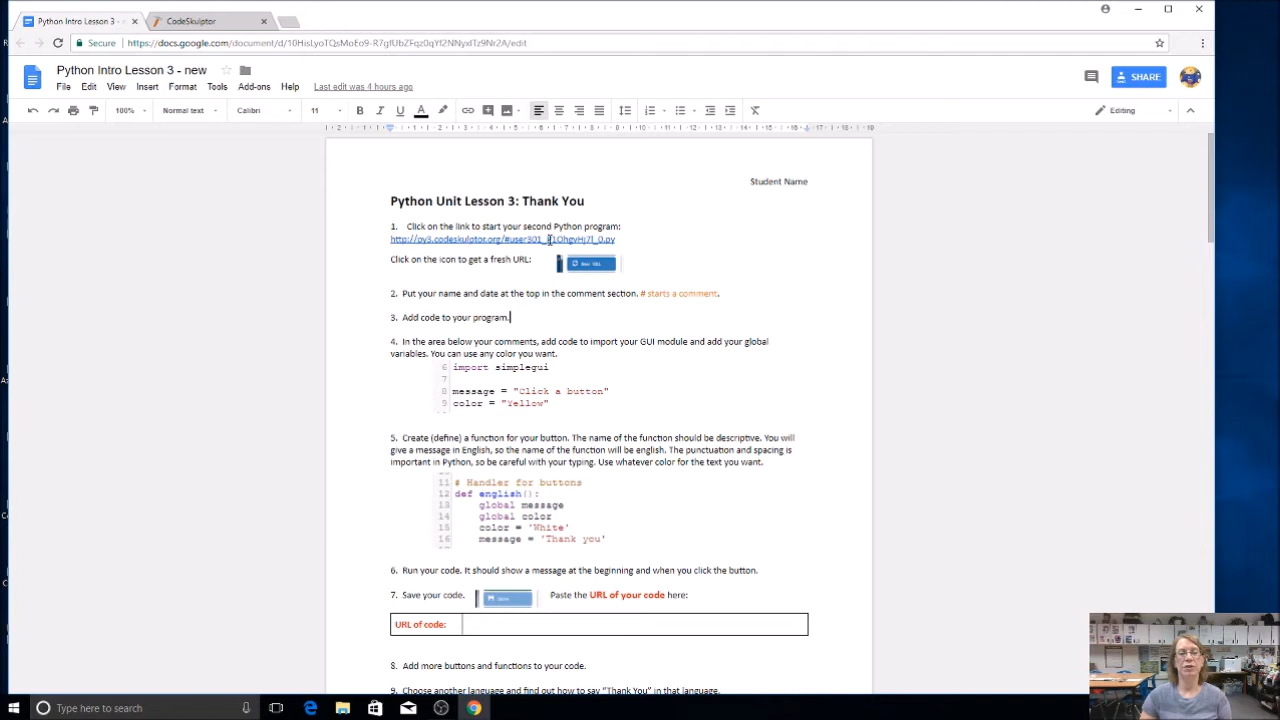 Python Intro Lesson 3 - CodeSkulptor
Secure https://docs.google.com/document/d/
Python Intro Lesson 3 - new
File Edit View Insert Format Tools Add-ons Help Last edit was 4 hours ago
SHARE
100% Normal text Calibri 11 B I U A Editing
Student Name
Python Unit Lesson 3: Thank You
1. Click on the link to start your second Python program:
Click on the icon to get a fresh URL: New URL
2. Put your name and date at the top in the comment section. # starts a comment.
3. Add code to your program.
4. In the area below your comments, add code to import your GUI module and add your global
variables. You can use any color you want.
6 import simplegui
7
8 message = "Click a button"
9 color = "Yellow"
5. Create (define) a function for your button. The name of the function should be descriptive. You will
give a message in English, so the name of the function will be english. The punctuation and spacing is
important in Python, so be careful with your typing. Use whatever color for the text you want.
11 # Handler for buttons
12 def english():
13 global message
14 global color
15 color = 'White'
16 message = 'Thank you'
6. Run your code. It should show a message at the beginning and when you click the button.
7. Save your code. Save Paste the URL of your code here:
URL of code:
8. Add more buttons and functions to your code.
9. Choose another language and find out how to say "Thank You" in that language.
Type here to search